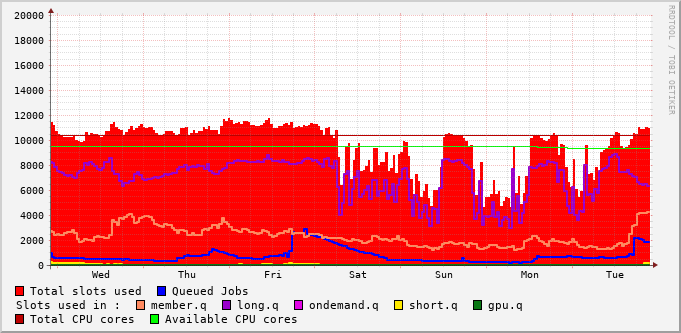 20000
18000
16000
14000
12000
10000
8000
6000
4000
2000
0
Wed Thu Fri Sat Sun Mon Tue
RRDTOOL / TOBI OETIKER
Total slots used Queued Jobs
Slots used in : member.q long.q ondemand.q short.q gpu.q
Total CPU cores Available CPU cores